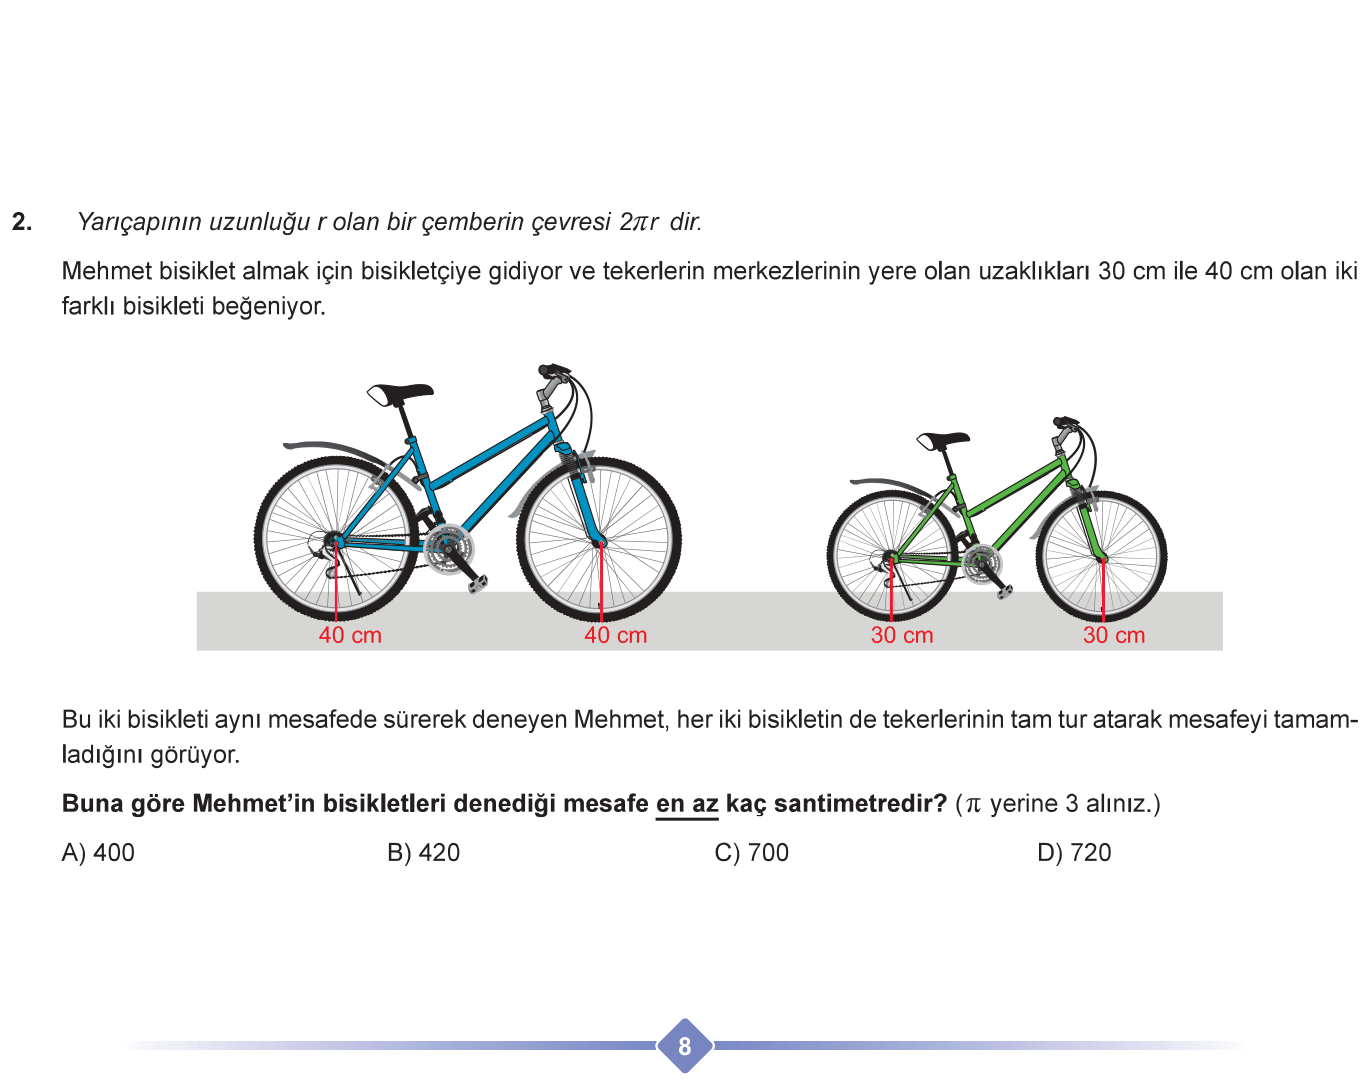 2. Yarıçapının uzunluğu r olan bir çemberin çevresi 2πr dir.
Mehmet bisiklet almak için bisikletçiye gidiyor ve tekerlerin merkezlerinin yere olan uzaklıkları 30 cm ile 40 cm olan iki
farklı bisikleti beğeniyor.
40 cm 40 cm 30 cm 30 cm
Bu iki bisikleti aynı mesafede sürerek deneyen Mehmet, her iki bisikletin de tekerlerinin tam tur atarak mesafeyi tamam-
ladığını görüyor.
Buna göre Mehmet’in bisikletleri denediği mesafe en az kaç santimetredir? (π yerine 3 alınız.)
A) 400 B) 420 C) 700 D) 720
8